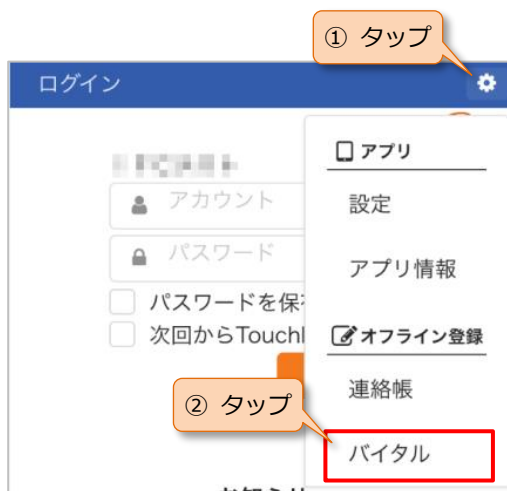 ① タップ
ログイン
アプリ
アカウント
設定
パスワード
アプリ情報
パスワードを保
次回からTouch
オフライン登録
連絡帳
② タップ
バイタル